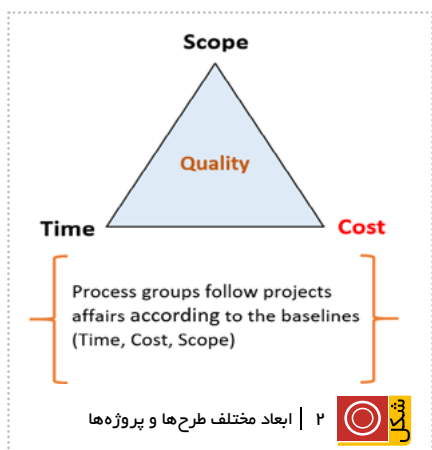 Scope
Quality
Time
Cost
Process groups follow projects
affairs according to the baselines
(Time, Cost, Scope)
شکل
۲ | ابعاد مختلف طرح‌ها و پروژه‌ها